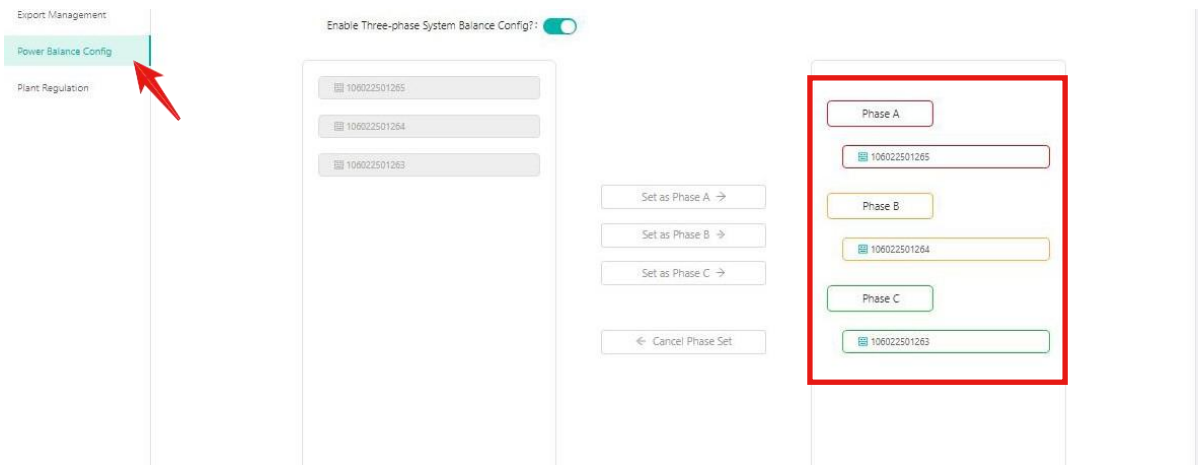 Export Management
Power Balance Config
Plant Regulation
Enable Three-phase System Balance Config?:
106022501265
106022501264
106022501263
Set as Phase A →
Set as Phase B →
Set as Phase C →
← Cancel Phase Set
Phase A
106022501265
Phase B
106022501264
Phase C
106022501263